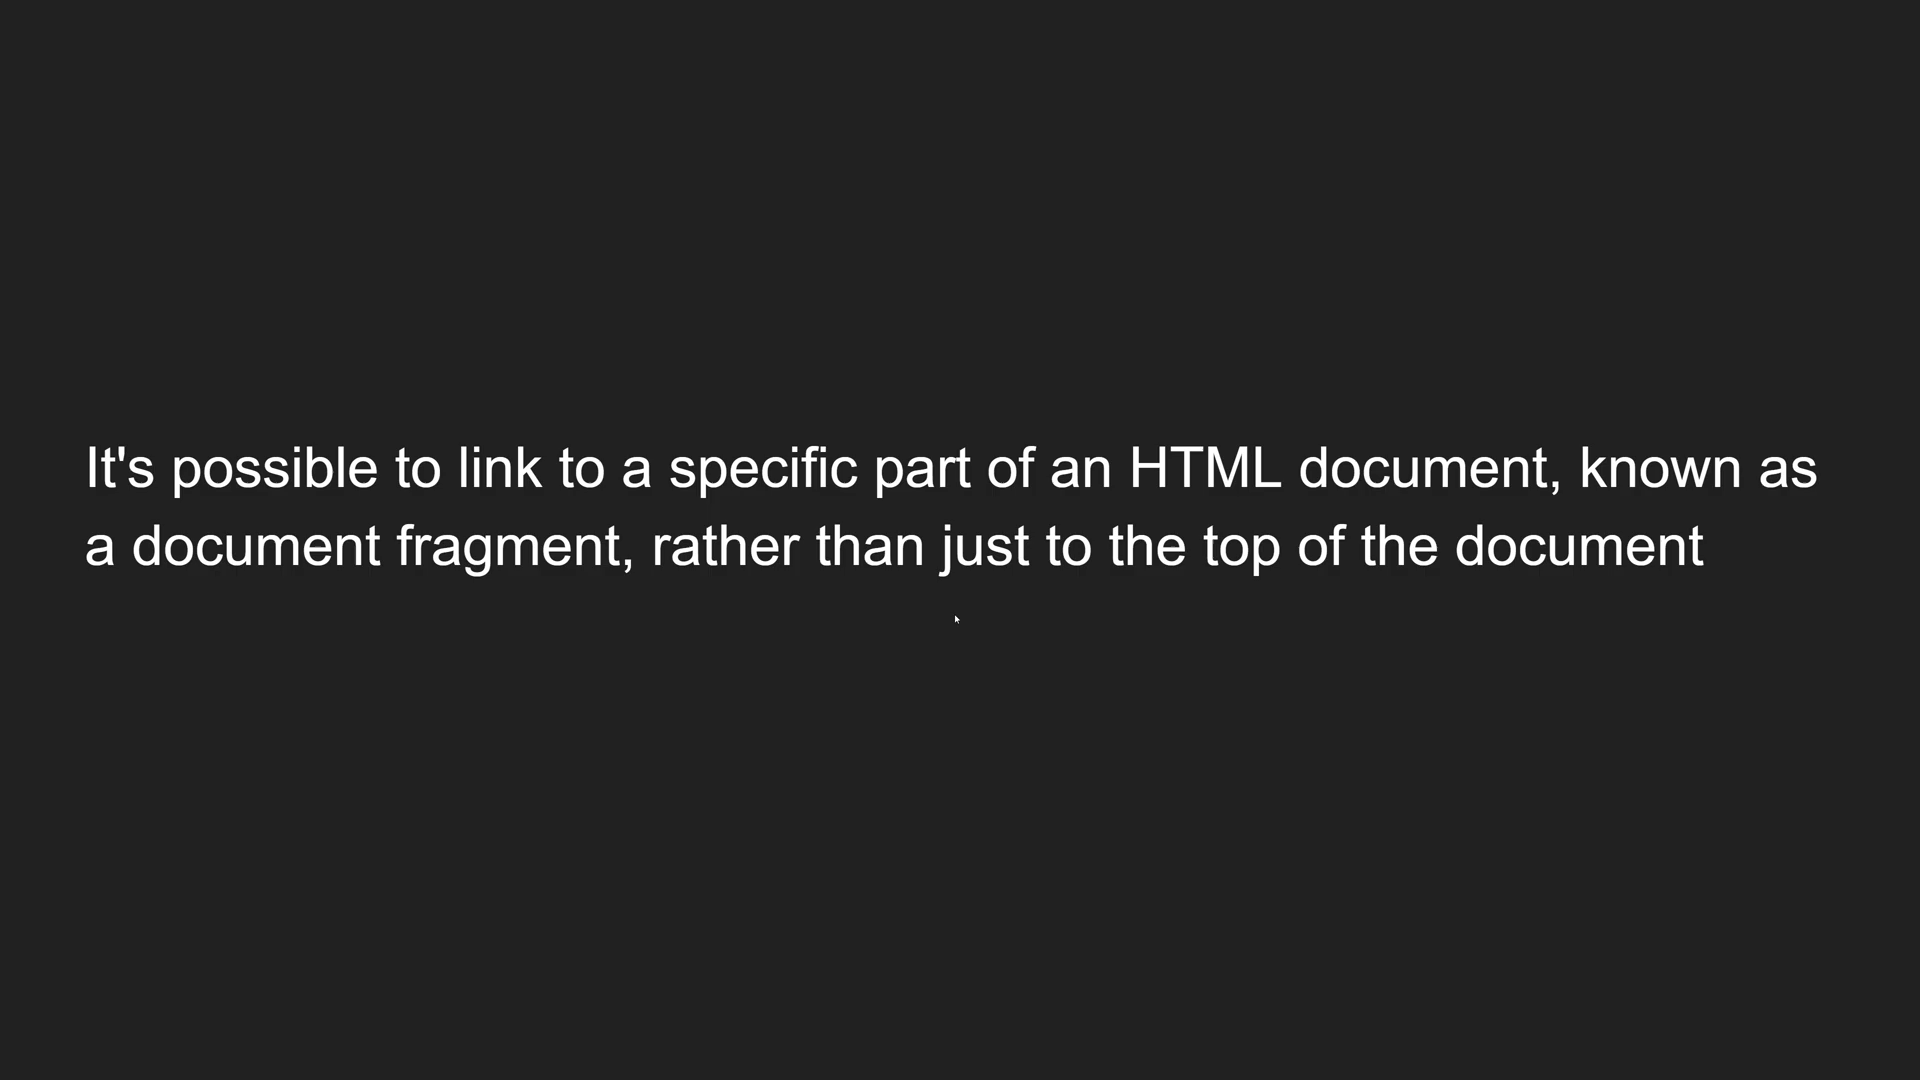 It's possible to link to a specific part of an HTML document, known as
a document fragment, rather than just to the top of the document